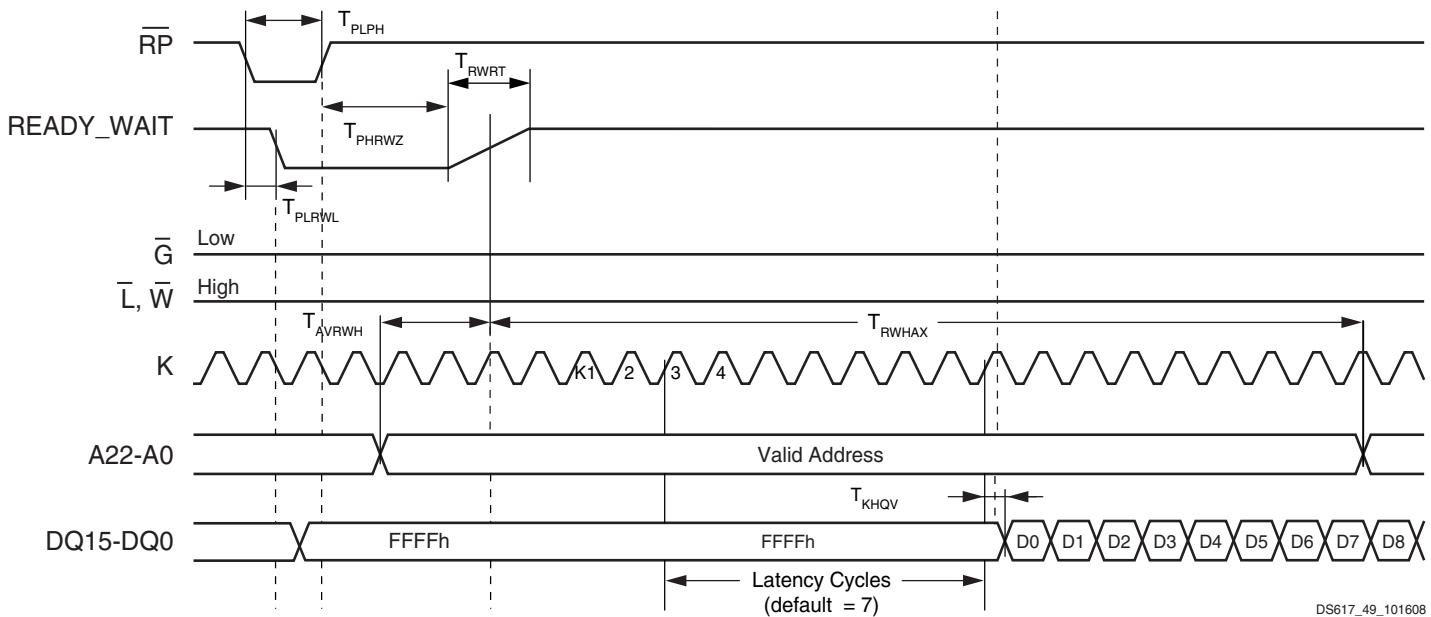 T_PLPH
R̅P̅
T_RWRT
READY_WAIT
T_PHRWZ
T_PLRWL
G̅ Low
L̅, W̅ High
T_AVRWH T_RWHAX
K K1 2 3 4
A22-A0 Valid Address
T_KHQV
DQ15-DQ0 FFFFh FFFFh D0 D1 D2 D3 D4 D5 D6 D7 D8
Latency Cycles
(default = 7)
DS617_49_101608